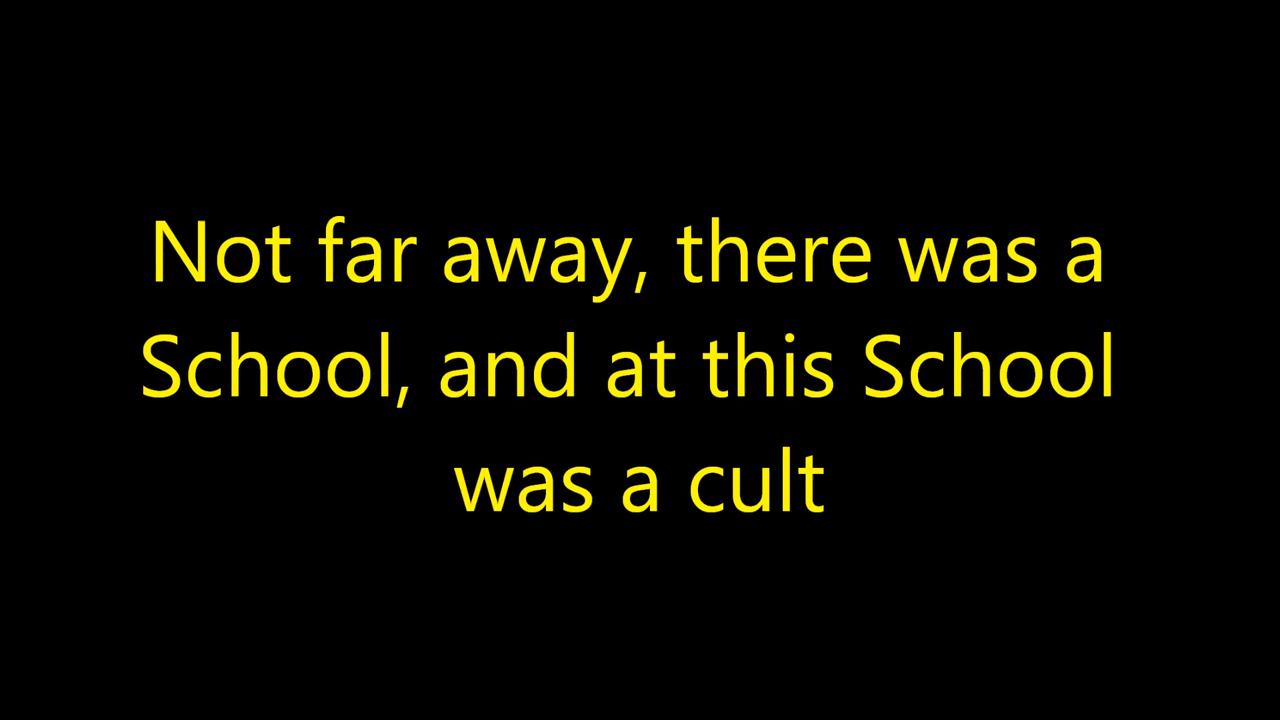 Not far away, there was a
School, and at this School
was a cult